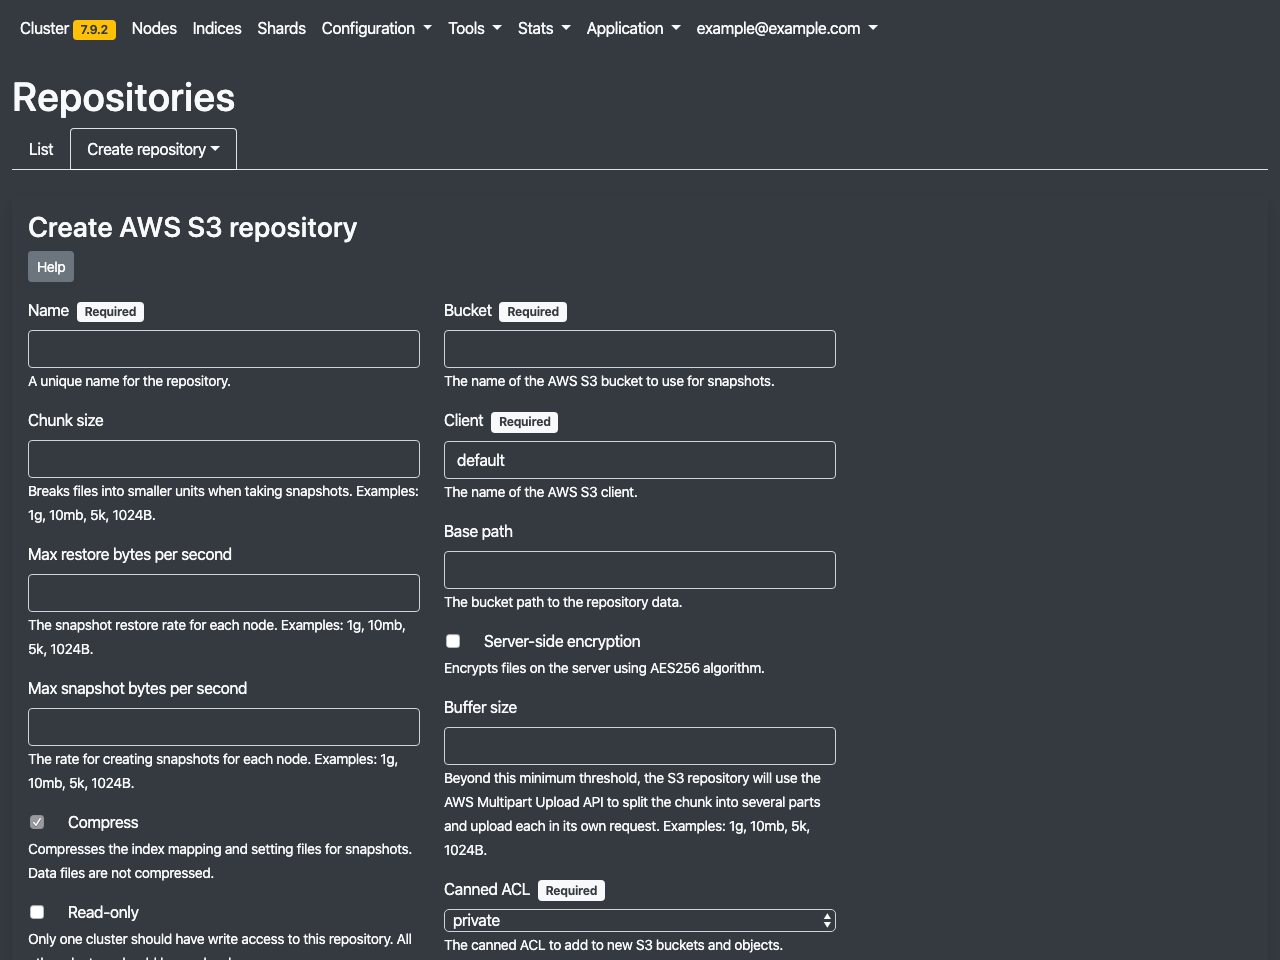 Cluster 7.9.2 Nodes Indices Shards Configuration Tools Stats Application example@example.com
Repositories
List Create repository
Create AWS S3 repository
Help
Name Required
A unique name for the repository.
Chunk size
Breaks files into smaller units when taking snapshots. Examples:
1g, 10mb, 5k, 1024B.
Max restore bytes per second
The snapshot restore rate for each node. Examples: 1g, 10mb,
5k, 1024B.
Max snapshot bytes per second
The rate for creating snapshots for each node. Examples: 1g,
10mb, 5k, 1024B.
Compress
Compresses the index mapping and setting files for snapshots.
Data files are not compressed.
Read-only
Only one cluster should have write access to this repository. All
Bucket Required
The name of the AWS S3 bucket to use for snapshots.
Client Required
default
The name of the AWS S3 client.
Base path
The bucket path to the repository data.
Server-side encryption
Encrypts files on the server using AES256 algorithm.
Buffer size
Beyond this minimum threshold, the S3 repository will use the
AWS Multipart Upload API to split the chunk into several parts
and upload each in its own request. Examples: 1g, 10mb, 5k,
1024B.
Canned ACL Required
private
The canned ACL to add to new S3 buckets and objects.